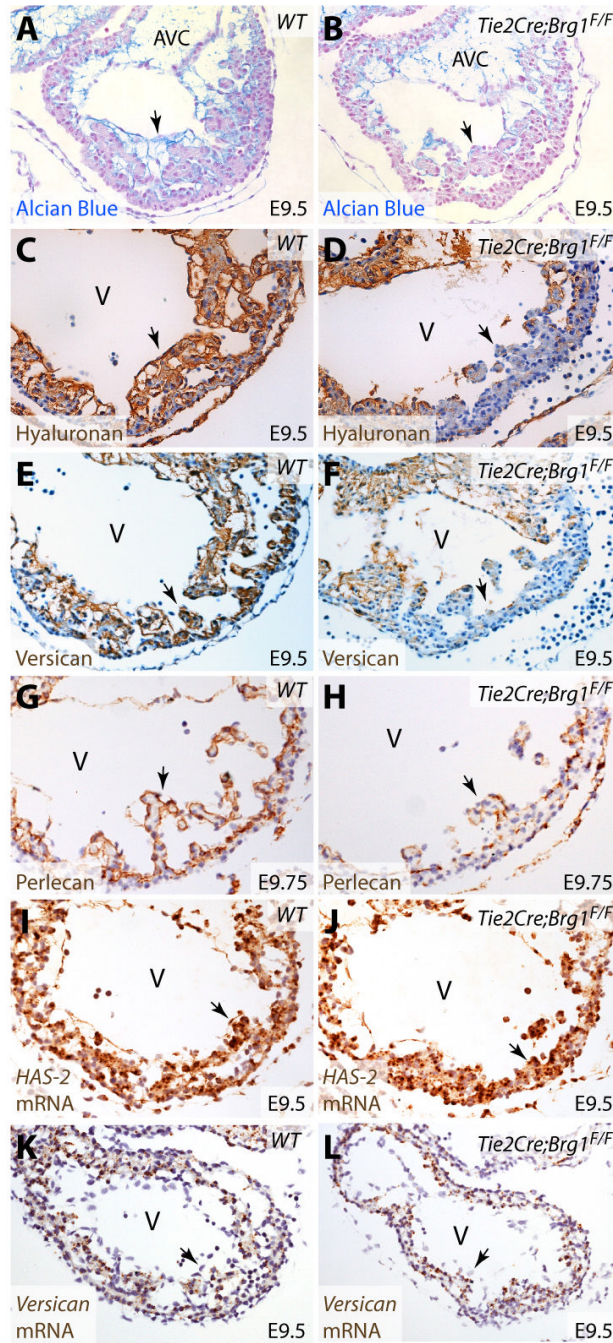 A
WT
AVC
Alcian Blue
E9.5
B
Tie2Cre;Brg1F/F
AVC
Alcian Blue
E9.5
C
WT
V
Hyaluronan
E9.5
D
Tie2Cre;Brg1F/F
V
Hyaluronan
E9.5
E
WT
V
Versican
E9.5
F
Tie2Cre;Brg1F/F
V
Versican
E9.5
G
WT
V
Perlecan
E9.75
H
Tie2Cre;Brg1F/F
V
Perlecan
E9.75
I
WT
V
HAS-2
mRNA
E9.5
J
Tie2Cre;Brg1F/F
V
HAS-2
mRNA
E9.5
K
WT
V
Versican
mRNA
E9.5
L
Tie2Cre;Brg1F/F
V
Versican
mRNA
E9.5